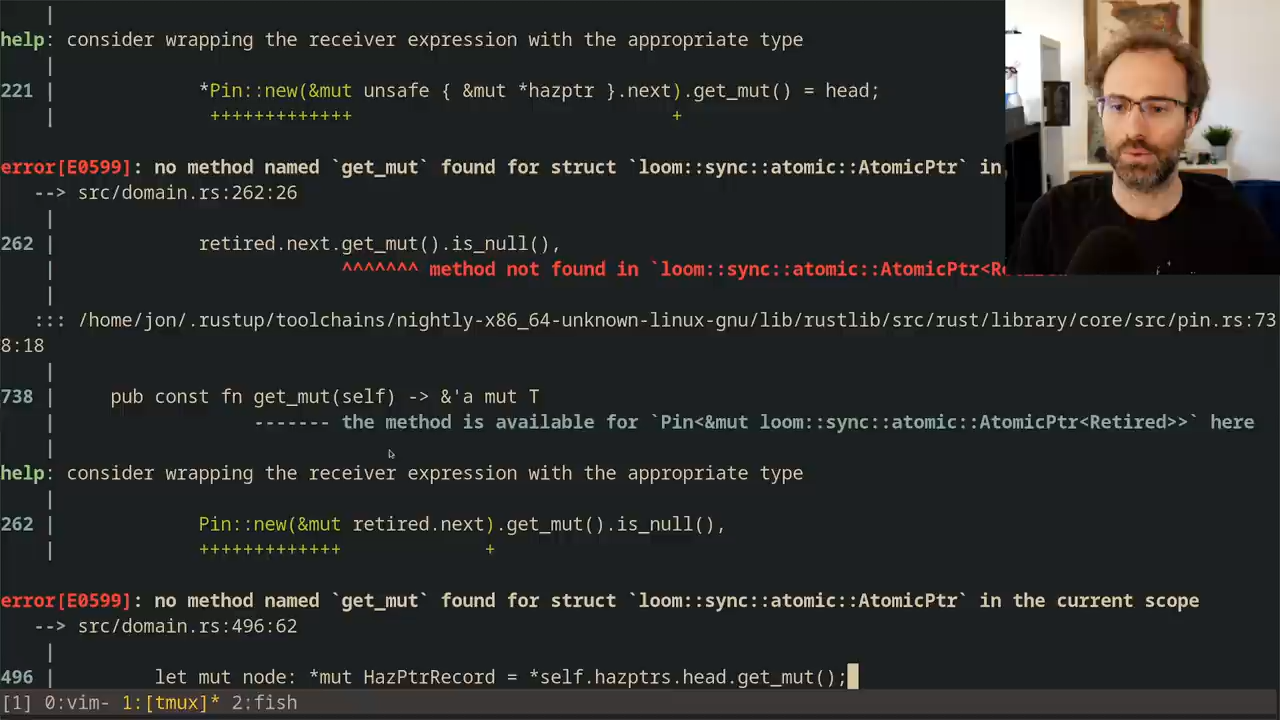 |
help: consider wrapping the receiver expression with the appropriate type
|
221 | *Pin::new(&mut unsafe { &mut *hazptr }.next).get_mut() = head;
| +++++++++++++ +
error[E0599]: no method named `get_mut` found for struct `loom::sync::atomic::AtomicPtr` in
--> src/domain.rs:262:26
|
262 | retired.next.get_mut().is_null(),
| ^^^^^^^ method not found in `loom::sync::atomic::AtomicPtr<
|
::: /home/jon/.rustup/toolchains/nightly-x86_64-unknown-linux-gnu/lib/rustlib/src/rust/library/core/src/pin.rs:73
8:18
|
738 | pub const fn get_mut(self) -> &'a mut T
| ------- the method is available for `Pin<&mut loom::sync::atomic::AtomicPtr<Retired>>` here
|
help: consider wrapping the receiver expression with the appropriate type
|
262 | Pin::new(&mut retired.next).get_mut().is_null(),
| +++++++++++++ +
error[E0599]: no method named `get_mut` found for struct `loom::sync::atomic::AtomicPtr` in the current scope
--> src/domain.rs:496:62
|
496 | let mut node: *mut HazPtrRecord = *self.hazptrs.head.get_mut();
[1] 0:vim- 1:[tmux]* 2:fish